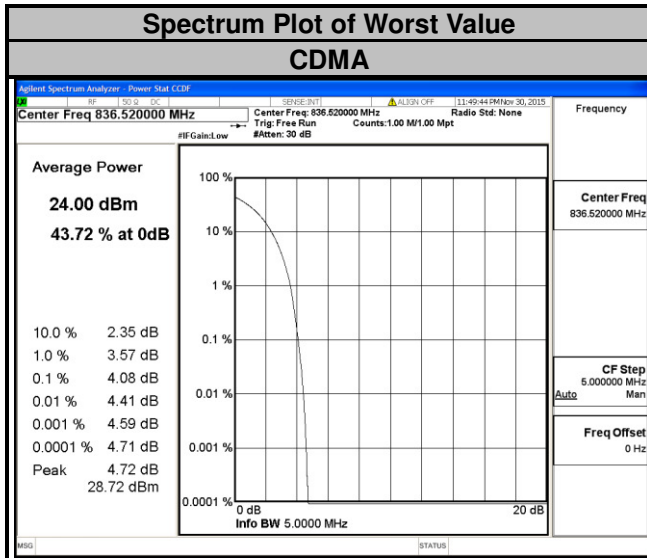 Spectrum Plot of Worst Value
CDMA
Agilent Spectrum Analyzer - Power Stat CCDF
RF 50 Ω DC SENSE:INT ALIGN OFF 11:49:44 PM Nov 30, 2015
Center Freq 836.520000 MHz
Center Freq: 836.520000 MHz Radio Std: None
Trig: Free Run Counts:1.00 M/1.00 Mpt
#IFGain:Low #Atten: 30 dB
Frequency
Average Power
24.00 dBm
43.72 % at 0dB
10.0 % 2.35 dB
1.0 % 3.57 dB
0.1 % 4.08 dB
0.01 % 4.41 dB
0.001 % 4.59 dB
0.0001 % 4.71 dB
Peak 4.72 dB
28.72 dBm
100 %
10 %
1 %
0.1 %
0.01 %
0.001 %
0.0001 %
0 dB 20 dB
Info BW 5.0000 MHz
Center Freq
836.520000 MHz
CF Step
5.000000 MHz
Auto Man
Freq Offset
0 Hz
MSG STATUS